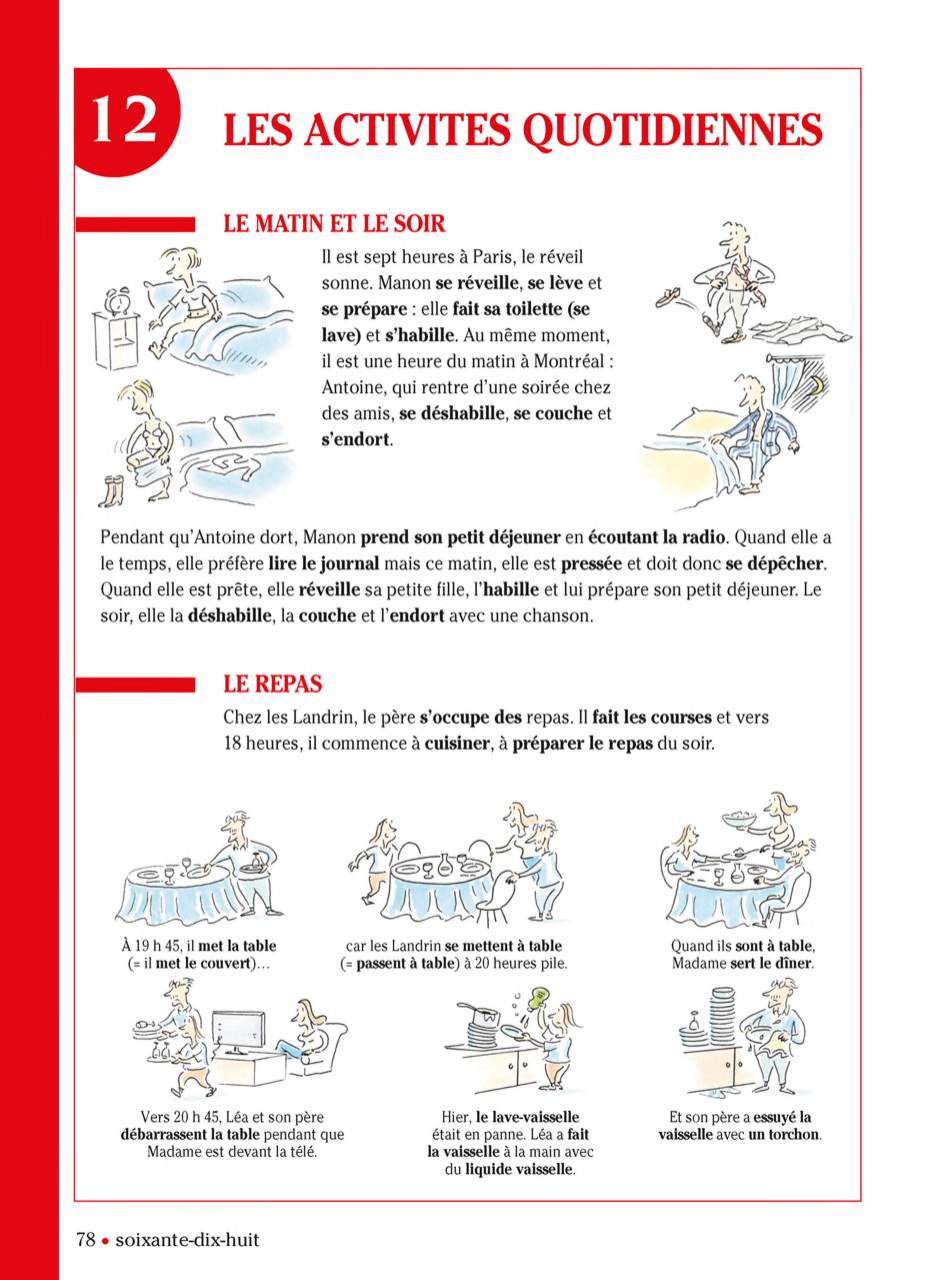 12
LES ACTIVITES QUOTIDIENNES
LE MATIN ET LE SOIR
Il est sept heures à Paris, le réveil
sonne. Manon se réveille, se lève et
se prépare : elle fait sa toilette (se
lave) et s'habille. Au même moment,
il est une heure du matin à Montréal :
Antoine, qui rentre d'une soirée chez
des amis, se déshabille, se couche et
s'endort.
Pendant qu'Antoine dort, Manon prend son petit déjeuner en écoutant la radio. Quand elle a
le temps, elle préfère lire le journal mais ce matin, elle est pressée et doit donc se dépêcher.
Quand elle est prête, elle réveille sa petite fille, l'habille et lui prépare son petit déjeuner. Le
soir, elle la déshabille, la couche et l'endort avec une chanson.
LE REPAS
Chez les Landrin, le père s'occupe des repas. Il fait les courses et vers
18 heures, il commence à cuisiner, à préparer le repas du soir.
À 19 h 45, il met la table
(= il met le couvert)...
car les Landrin se mettent à table
(= passent à table) à 20 heures pile.
Quand ils sont à table,
Madame sert le dîner.
Vers 20 h 45, Léa et son père
débarrassent la table pendant que
Madame est devant la télé.
Hier, le lave-vaisselle
était en panne. Léa a fait
la vaisselle à la main avec
du liquide vaisselle.
Et son père a essuyé la
vaisselle avec un torchon.
78 • soixante-dix-huit